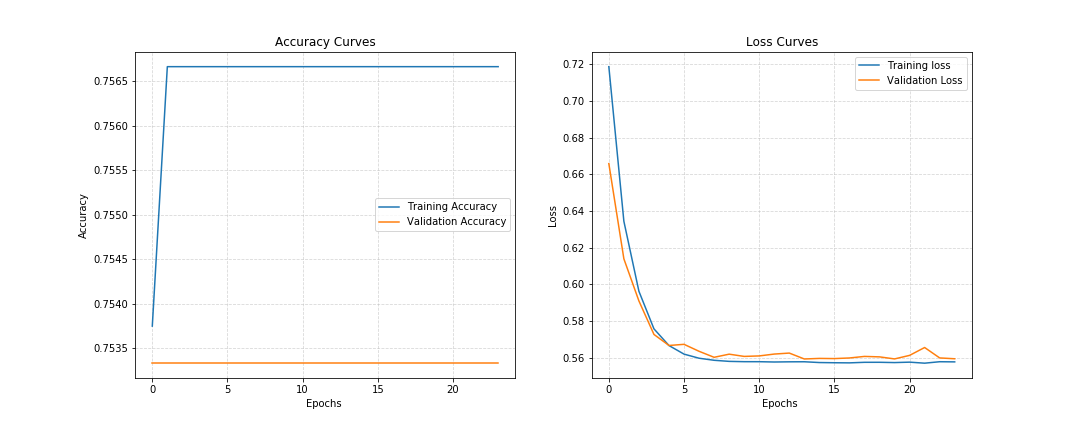 Accuracy Curves
0.7565
0.7560
0.7555
0.7550
0.7545
0.7540
0.7535
Accuracy
Training Accuracy
Validation Accuracy
0 5 10 15 20
Epochs
Loss Curves
0.72
0.70
0.68
0.66
0.64
0.62
0.60
0.58
0.56
Loss
Training loss
Validation Loss
0 5 10 15 20
Epochs